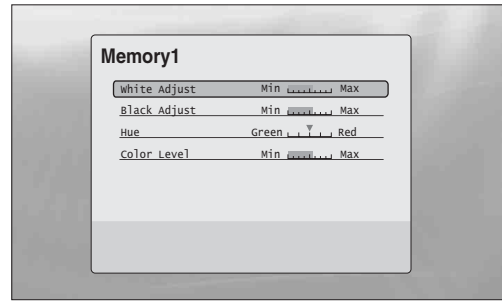 Memory1
White Adjust Min Max
Black Adjust Min Max
Hue Green Red
Color Level Min Max